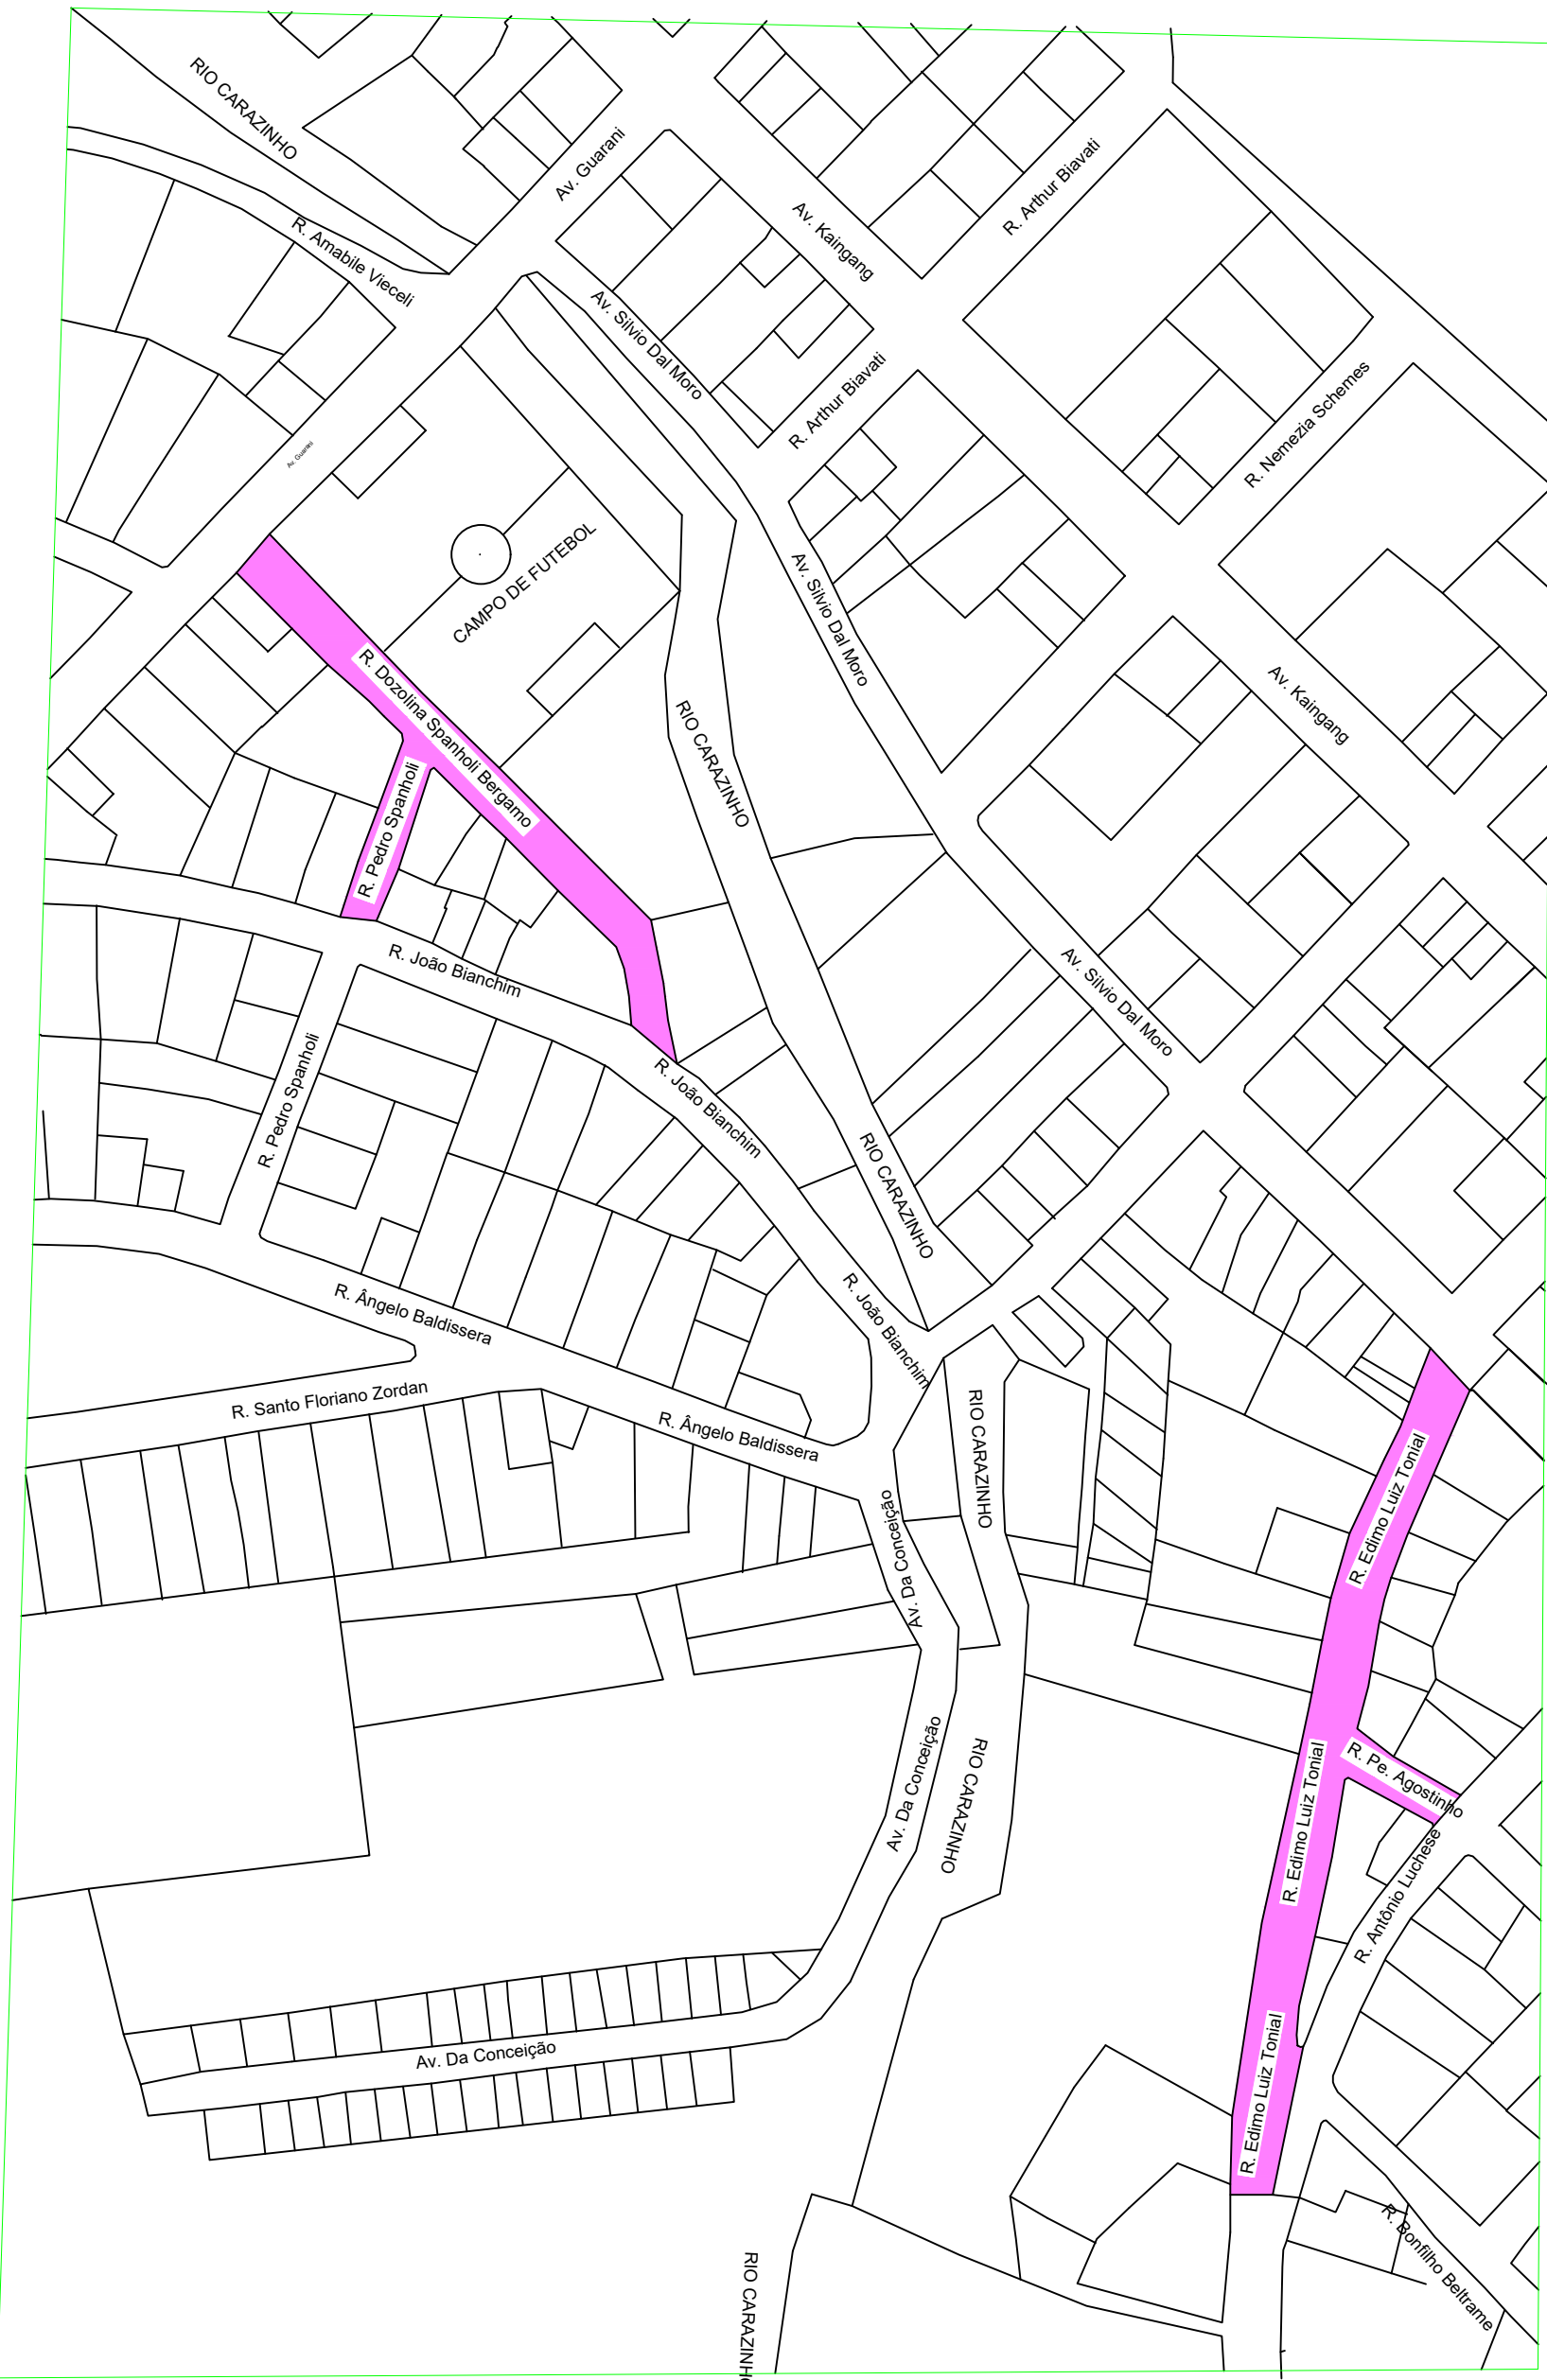 RIO CARAZINHO
Av. Guarani
R. Arthur Biavati
Av. Kaingang
R. Amabile Vieceli
Av. Silvio Dal Moro
R. Arthur Biavati
R. Nemezia Schemes
Av. Guarani
CAMPO DE FUTEBOL
Av. Silvio Dal Moro
R. Dozolina Spanholi Bergamo
Av. Kaingang
RIO CARAZINHO
R. Pedro Spanholi
R. João Bianchim
Av. Silvio Dal Moro
R. Pedro Spanholi
R. João Bianchim
RIO CARAZINHO
R. Ângelo Baldissera
R. João Bianchim
R. Santo Floriano Zordan
R. Ângelo Baldissera
RIO CARAZINHO
R. Edimo Luiz Tonial
Av. Da Conceição
Av. Da Conceição
RIO CARAZINHO
R. Edimo Luiz Tonial
R. Pe. Agostinho
R. Antônio Luchese
Av. Da Conceição
R. Edimo Luiz Tonial
R. Bonfilho Beltrame
RIO CARAZINHO